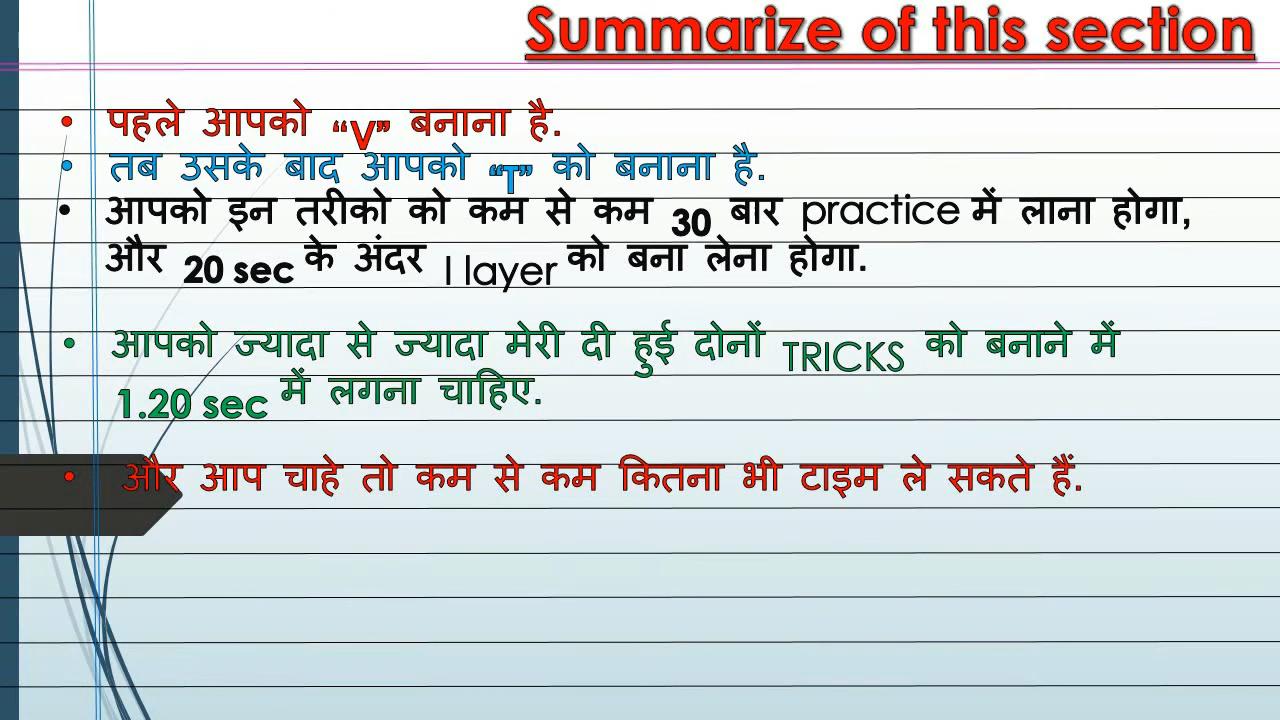 Summarize of this section
• पहले आपको “V” बनाना है.
• तब उसके बाद आपको “T” को बनाना है.
• आपको इन तरीको को कम से कम 30 बार practice में लाना होगा,
और 20 sec के अंदर I layer को बना लेना होगा.
• आपको ज्यादा से ज्यादा मेरी दी हुई दोनों TRICKS को बनाने में
1.20 sec में लगना चाहिए.
• और आप चाहे तो कम से कम कितना भी टाइम ले सकते हैं.